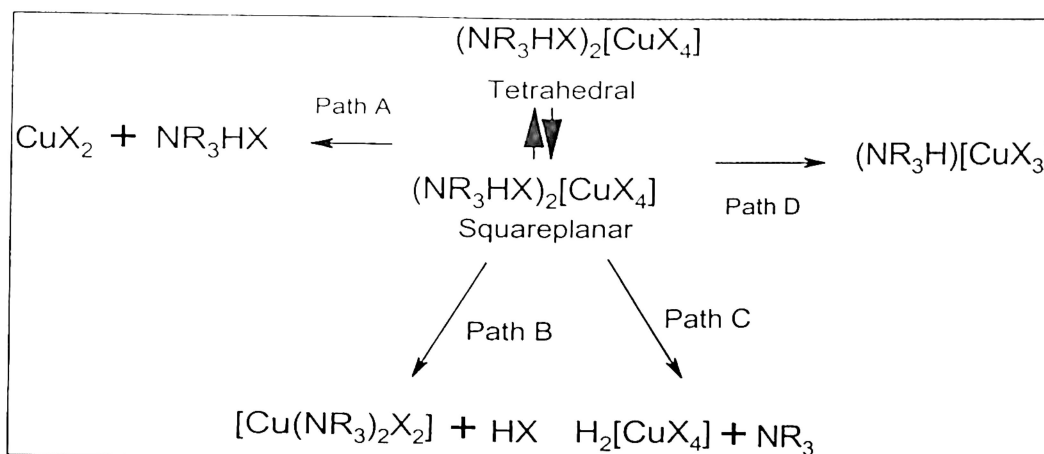 (NR₃HX)₂[CuX₄]
Tetrahedral
Path A
CuX₂ + NR₃HX
(NR₃H)[CuX₃
(NR₃HX)₂[CuX₄]
Path D
Squareplanar
Path B
Path C
[Cu(NR₃)₂X₂] + HX H₂[CuX₄] + NR₃